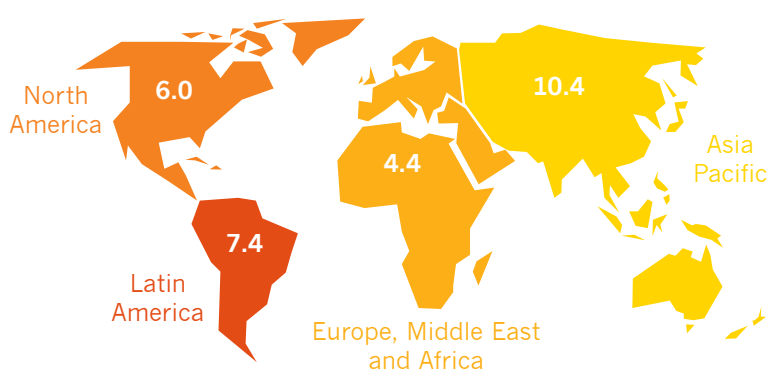 North
America
6.0
10.4
Asia
Pacific
4.4
7.4
Latin
America
Europe, Middle East
and Africa